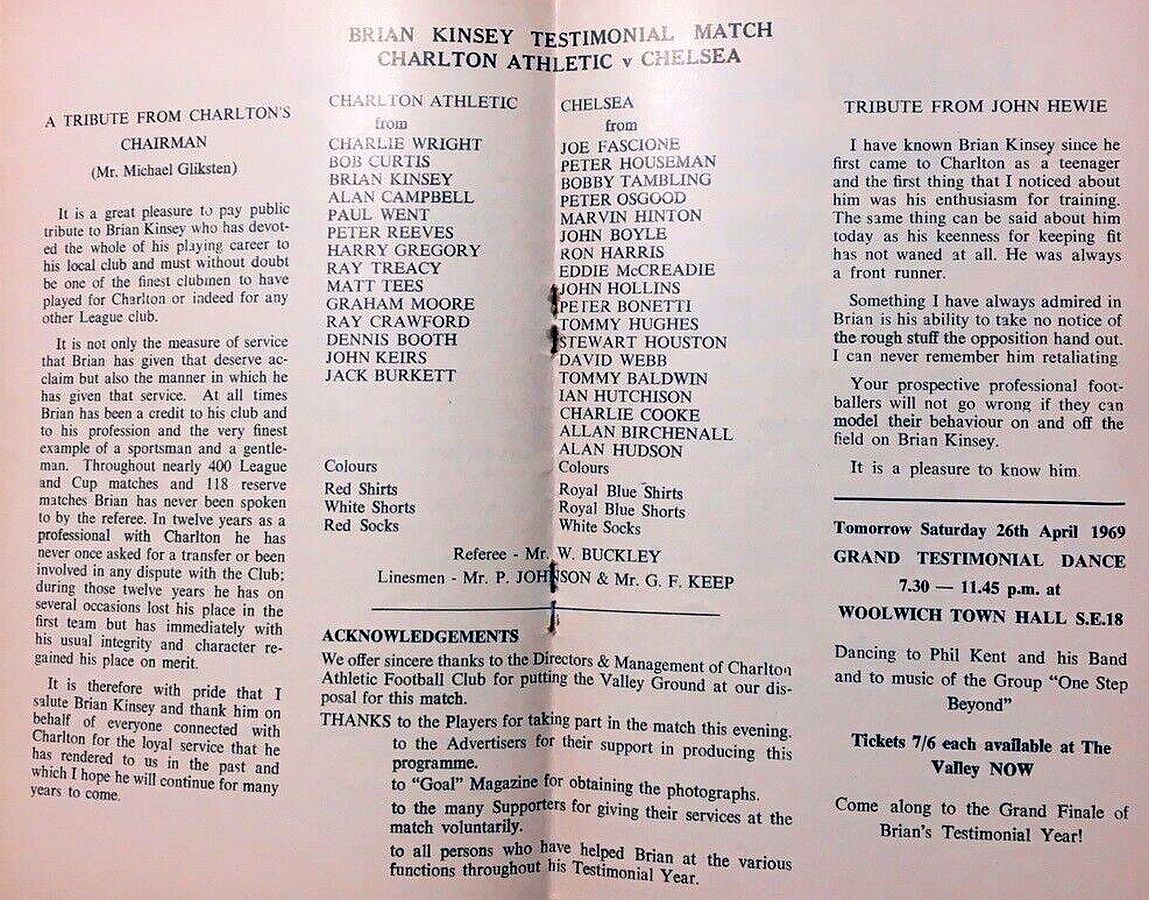 BRIAN KINSEY TESTIMONIAL MATCH
CHARLTON ATHLETIC v CHELSEA
A TRIBUTE FROM CHARLTON'S
CHAIRMAN
(Mr. Michael Gliksten)
It is a great pleasure to pay public
tribute to Brian Kinsey who has devot-
ed the whole of his playing career to
his local club and must without doubt
be one of the finest clubmen to have
played for Charlton or indeed for any
other League club.
It is not only the measure of service
that Brian has given that deserve ac-
claim but also the manner in which he
has given that service. At all times
Brian has been a credit to his club and
to his profession and the very finest
example of a sportsman and a gentle-
man. Throughout nearly 400 League
and Cup matches and 118 reserve
matches Brian has never been spoken
to by the referee. In twelve years as a
professional with Charlton he has
never once asked for a transfer or been
involved in any dispute with the Club;
during those twelve years he has on
several occasions lost his place in the
first team but has immediately with
his usual integrity and character re-
gained his place on merit.
It is therefore with pride that I
salute Brian Kinsey and thank him on
behalf of everyone connected with
Charlton for the loyal service that he
has rendered to us in the past and
which I hope he will continue for many
years to come.
CHARLTON ATHLETIC
from
CHARLIE WRIGHT
BOB CURTIS
BRIAN KINSEY
ALAN CAMPBELL
PAUL WENT
PETER REEVES
HARRY GREGORY
RAY TREACY
MATT TEES
GRAHAM MOORE
RAY CRAWFORD
DENNIS BOOTH
JOHN KEIRS
JACK BURKETT
Colours
Red Shirts
White Shorts
Red Socks
CHELSEA
from
JOE FASCIONE
PETER HOUSEMAN
BOBBY TAMBLING
PETER OSGOOD
MARVIN HINTON
JOHN BOYLE
RON HARRIS
EDDIE McCREADIE
JOHN HOLLINS
PETER BONETTI
TOMMY HUGHES
STEWART HOUSTON
DAVID WEBB
TOMMY BALDWIN
IAN HUTCHISON
CHARLIE COOKE
ALLAN BIRCHENALL
ALAN HUDSON
Colours
Royal Blue Shirts
Royal Blue Shorts
White Socks
Referee - Mr. W. BUCKLEY
Linesmen - Mr. P. JOHNSON & Mr. G. F. KEEP
ACKNOWLEDGEMENTS
We offer sincere thanks to the Directors & Management of Charlton
Athletic Football Club for putting the Valley Ground at our dis-
posal for this match.
THANKS to the Players for taking part in the match this evening.
to the Advertisers for their support in producing this
programme.
to "Goal" Magazine for obtaining the photographs.
to the many Supporters for giving their services at the
match voluntarily.
to all persons who have helped Brian at the various
functions throughout his Testimonial Year.
TRIBUTE FROM JOHN HEWIE
I have known Brian Kinsey since he
first came to Charlton as a teenager
and the first thing that I noticed about
him was his enthusiasm for training.
The same thing can be said about him
today as his keenness for keeping fit
has not waned at all. He was always
a front runner.
Something I have always admired in
Brian is his ability to take no notice of
the rough stuff the opposition hand out.
I can never remember him retaliating.
Your prospective professional foot-
ballers will not go wrong if they can
model their behaviour on and off the
field on Brian Kinsey.
It is a pleasure to know him.
Tomorrow Saturday 26th April 1969
GRAND TESTIMONIAL DANCE
7.30 — 11.45 p.m. at
WOOLWICH TOWN HALL S.E.18
Dancing to Phil Kent and his Band
and to music of the Group "One Step
Beyond"
Tickets 7/6 each available at The
Valley NOW
Come along to the Grand Finale of
Brian's Testimonial Year!